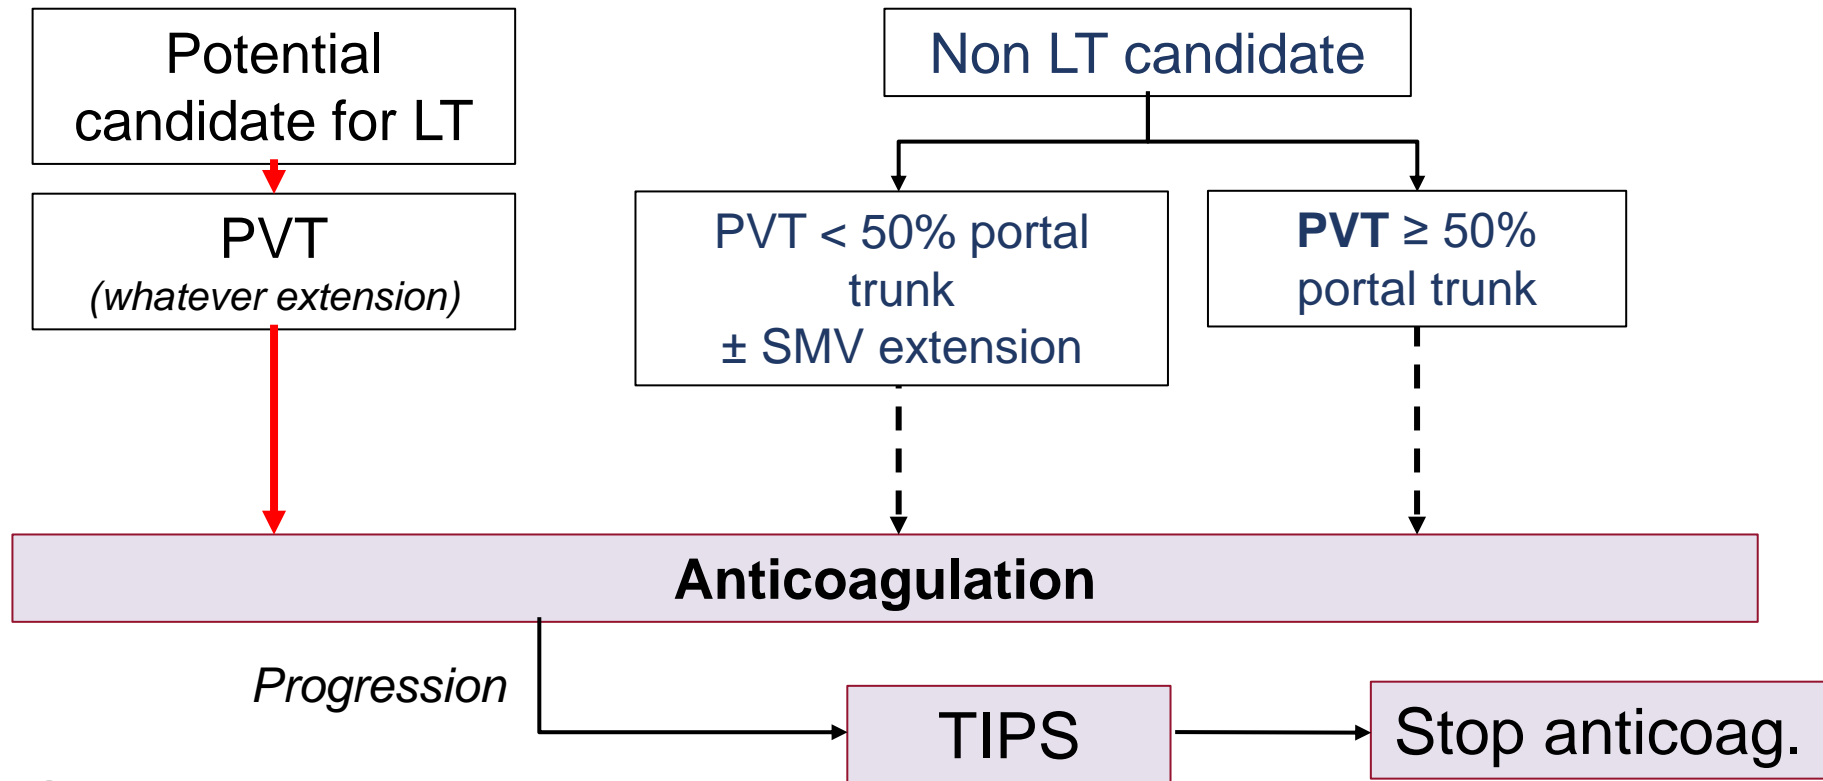 Potential
candidate for LT
Non LT candidate
PVT
(whatever extension)
PVT < 50% portal
trunk
± SMV extension
PVT ≥ 50%
portal trunk
Anticoagulation
Progression
TIPS
Stop anticoag.